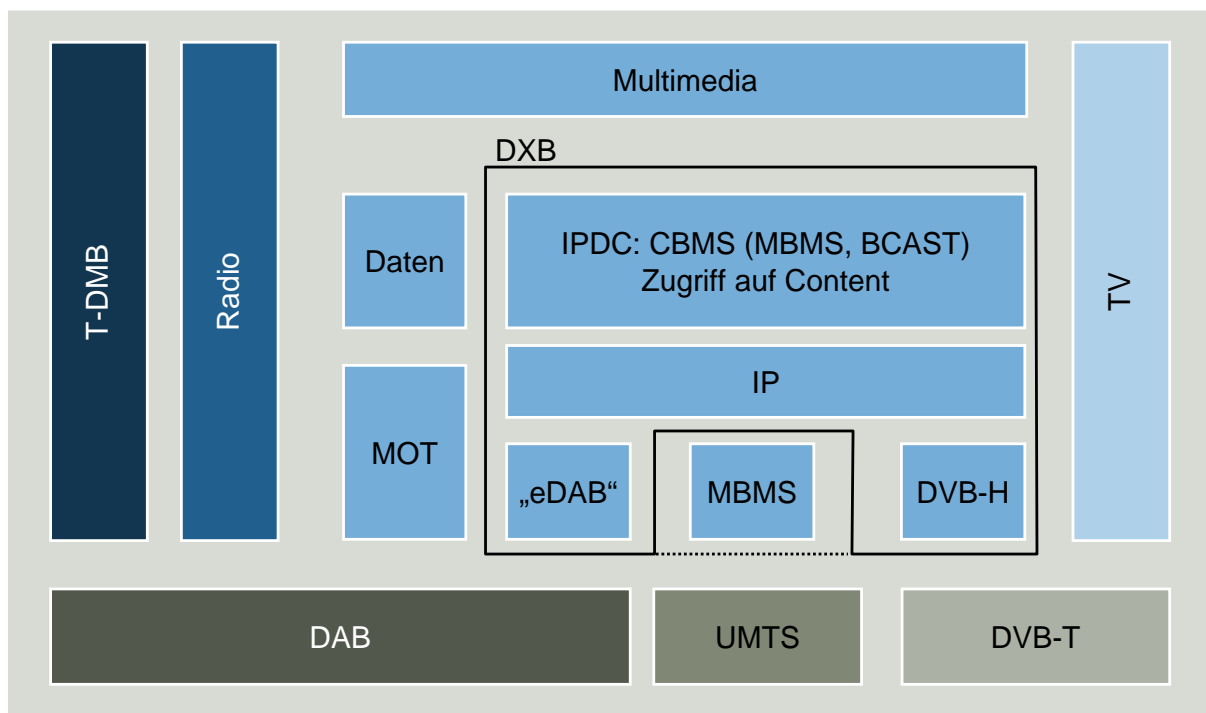 Multimedia
DXB
T-DMB
Radio
Daten
IPDC: CBMS (MBMS, BCAST)
Zugriff auf Content
TV
IP
MOT
„eDAB“
MBMS
DVB-H
DAB
UMTS
DVB-T